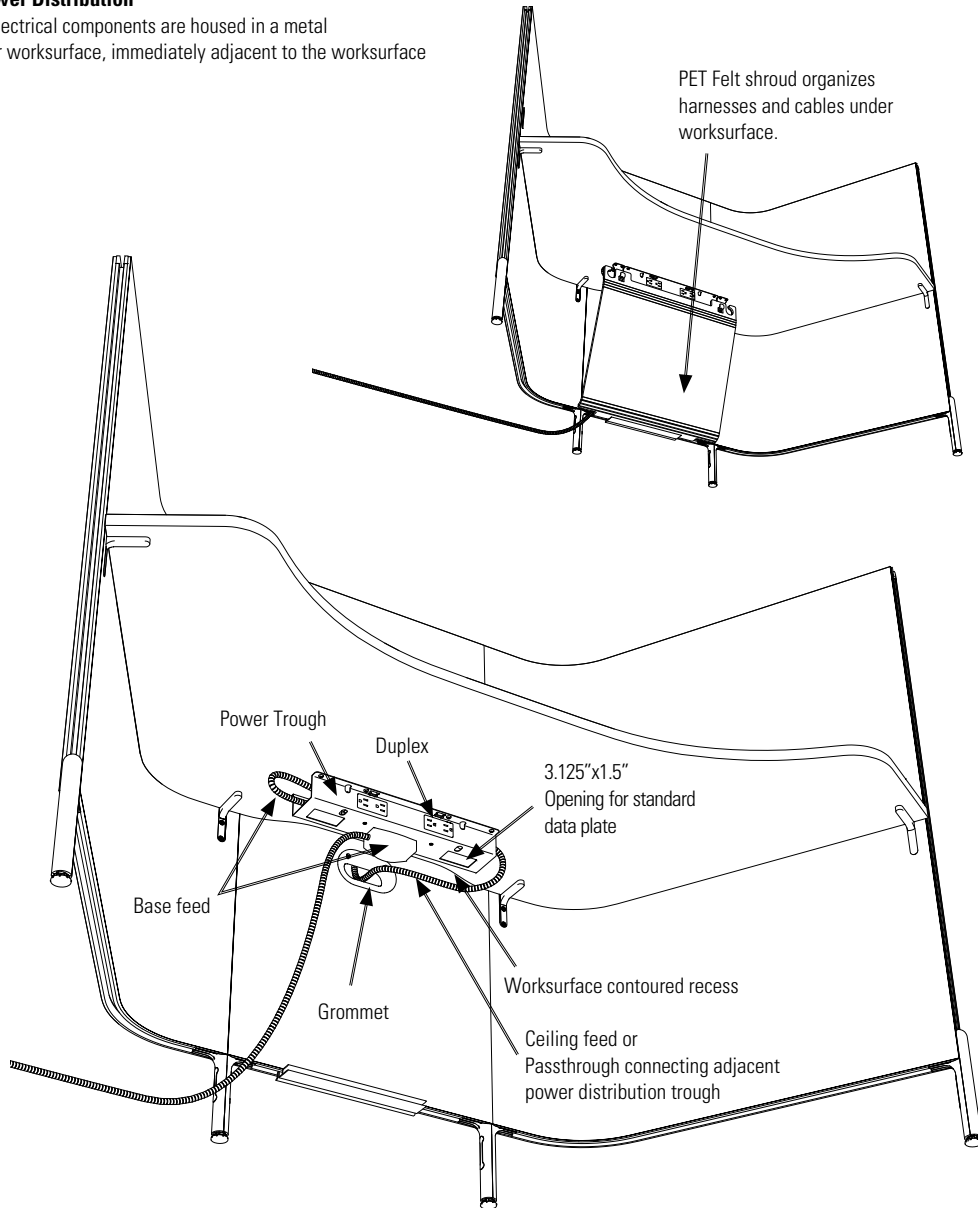 Distribution
ectrical components are housed in a metal
worksurface, immediately adjacent to the worksurface
PET Felt shroud organizes
harnesses and cables under
worksurface.
Power Trough
Duplex
3.125”x1.5”
Opening for standard
data plate
Base feed
Worksurface contoured recess
Grommet
Ceiling feed or
Passthrough connecting adjacent
power distribution trough